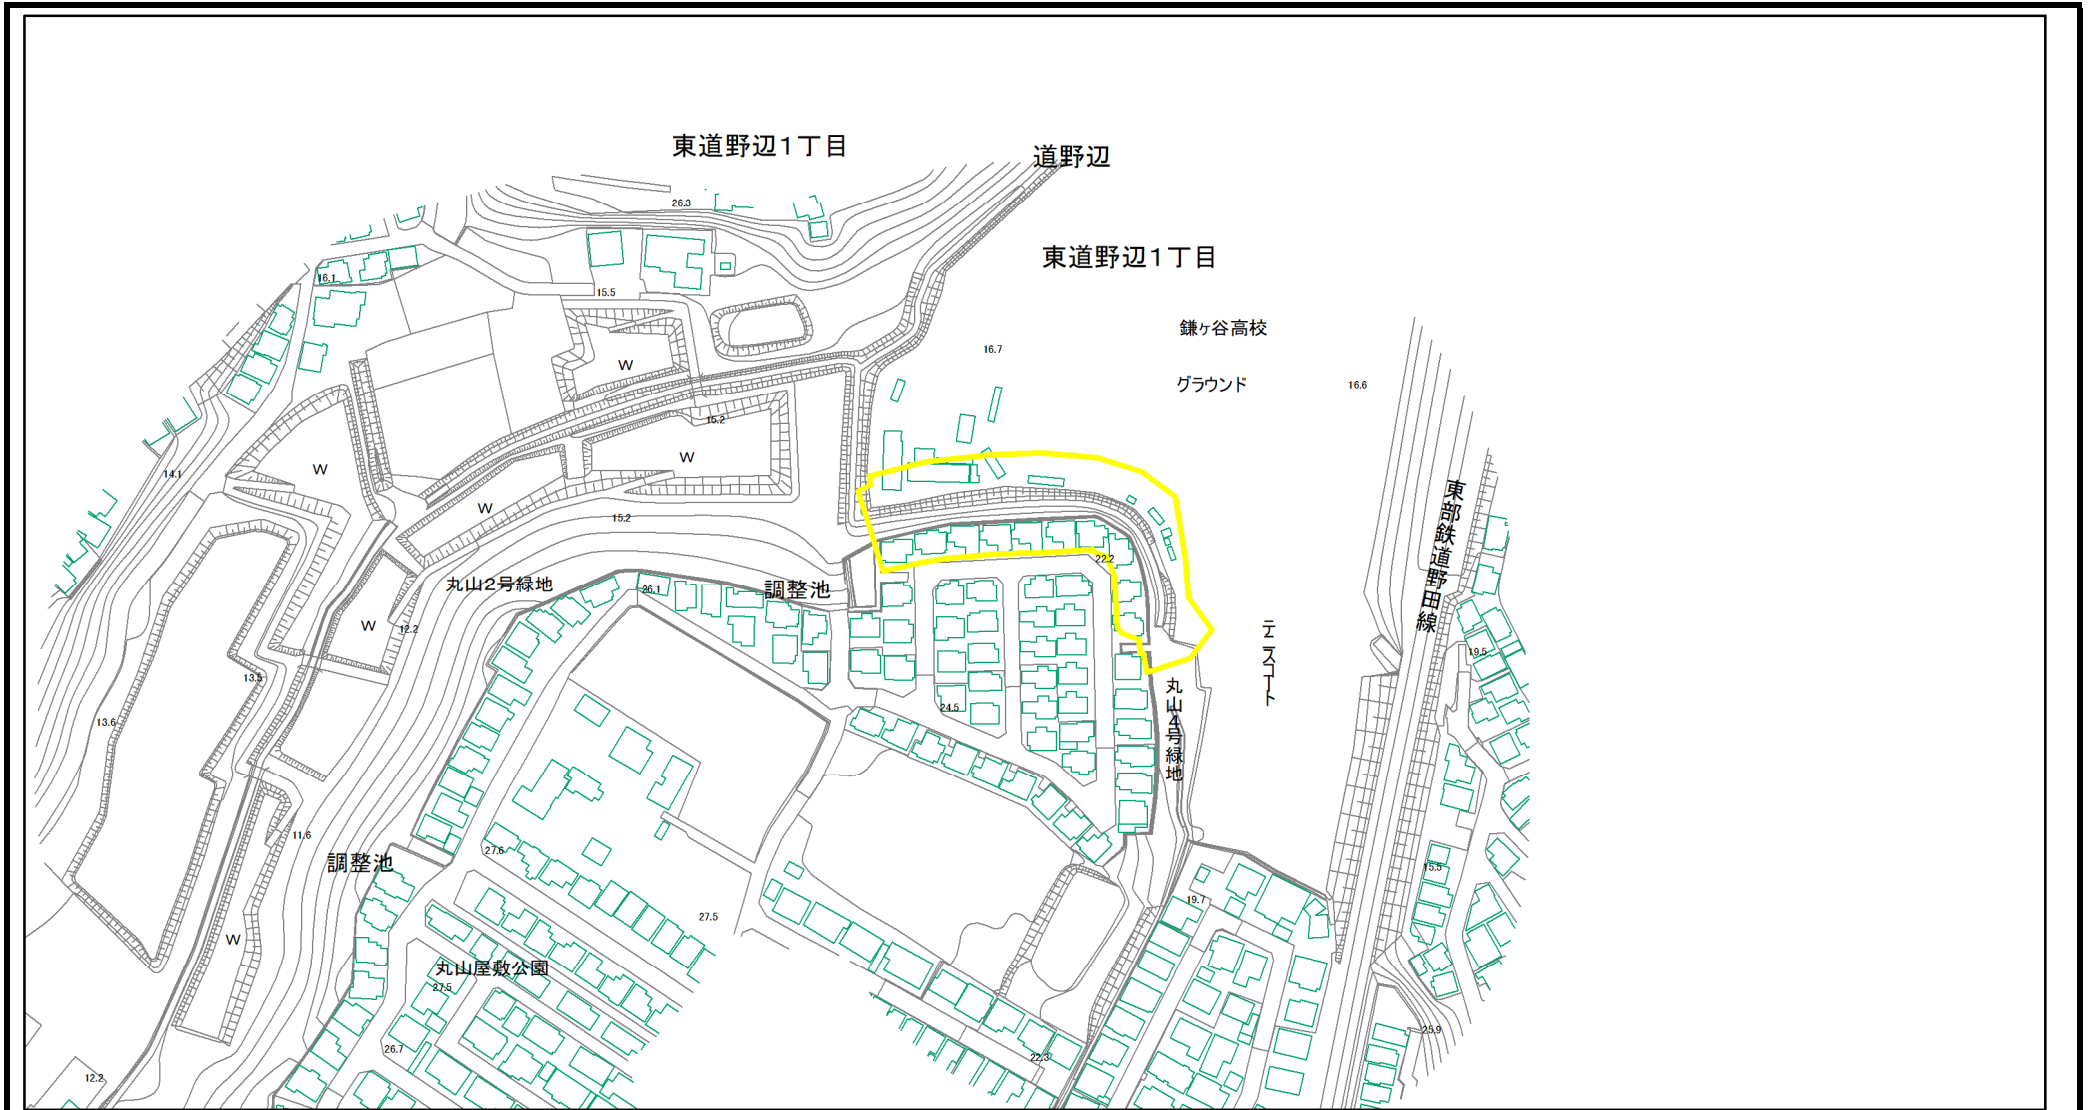 東道野辺1丁目
道野辺
26.3
東道野辺1丁目
16.1
15.5
鎌ヶ谷高校
16.7
グラウンド
16.6
W
15.2
W
W
14.1
W
15.2
東部鉄道野田線
22.2
丸山2号緑地
26.1
調整池
W
12.2
テニスコート
19.5
13.5
丸山4号緑地
24.5
13.6
11.6
27.6
調整池
15.5
19.7
27.5
W
丸山屋敷公園
27.5
25.9
26.7
22.3
12.2